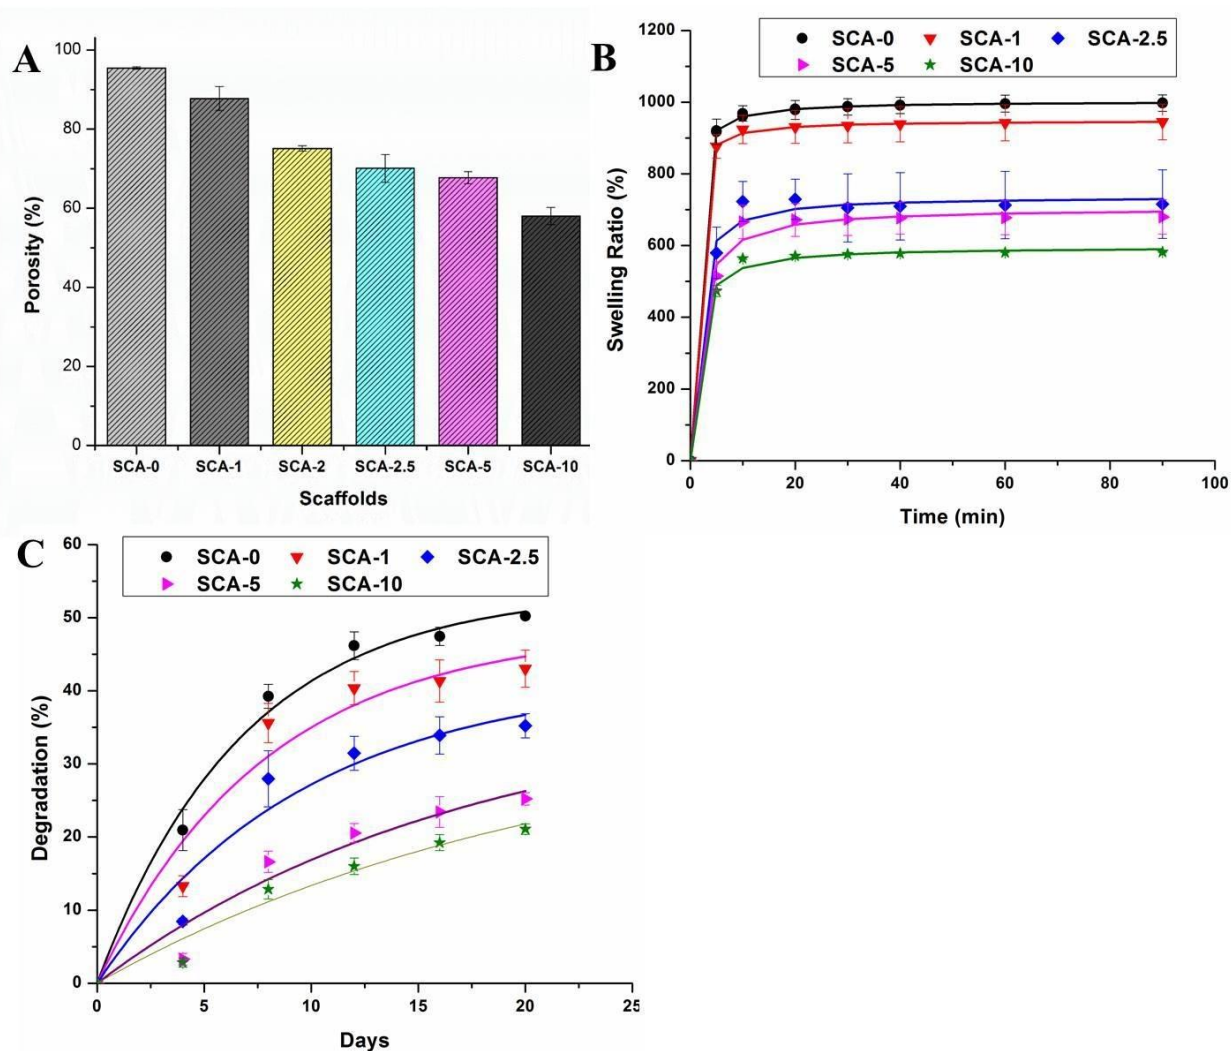 A
100
80
60
40
20
0
Porosity (%)
SCA-0 SCA-1 SCA-2 SCA-2.5 SCA-5 SCA-10
Scaffolds
B
1200
1000
800
600
400
200
0
Swelling Ratio (%)
SCA-0 SCA-1 SCA-2.5
SCA-5 SCA-10
0 20 40 60 80 100
Time (min)
C
60
50
40
30
20
10
0
Degradation (%)
SCA-0 SCA-1 SCA-2.5
SCA-5 SCA-10
0 5 10 15 20 25
Days